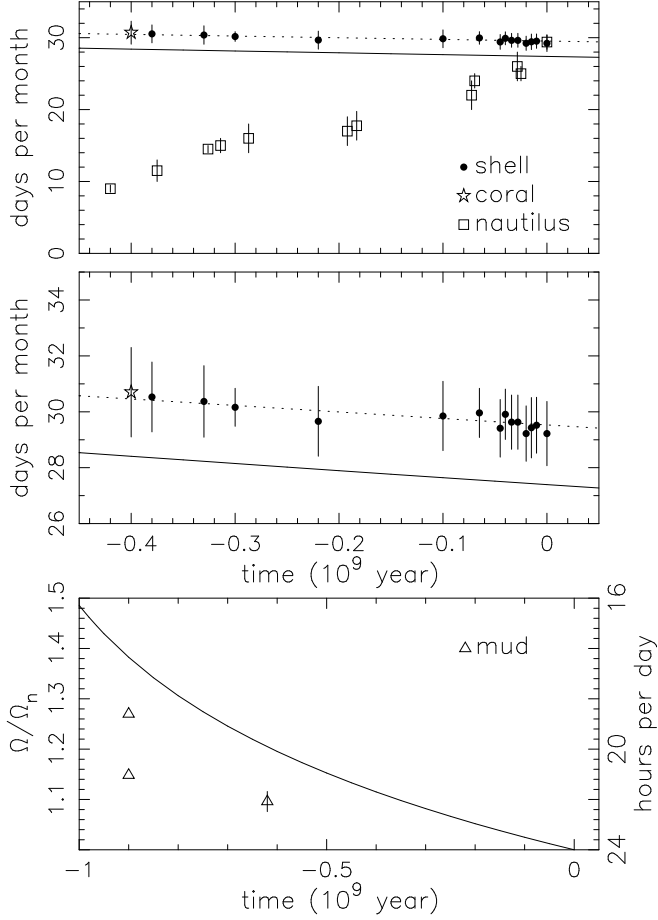 days per month
0
10
20
30
shell
coral
nautilus
days per month
26
28
30
32
34
−0.4 −0.3 −0.2 −0.1 0
time (10⁹ year)
Ω/Ωn
1.1
1.2
1.3
1.4
1.5
mud
16
20
24
hours per day
−1 −0.5 0
time (10⁹ year)